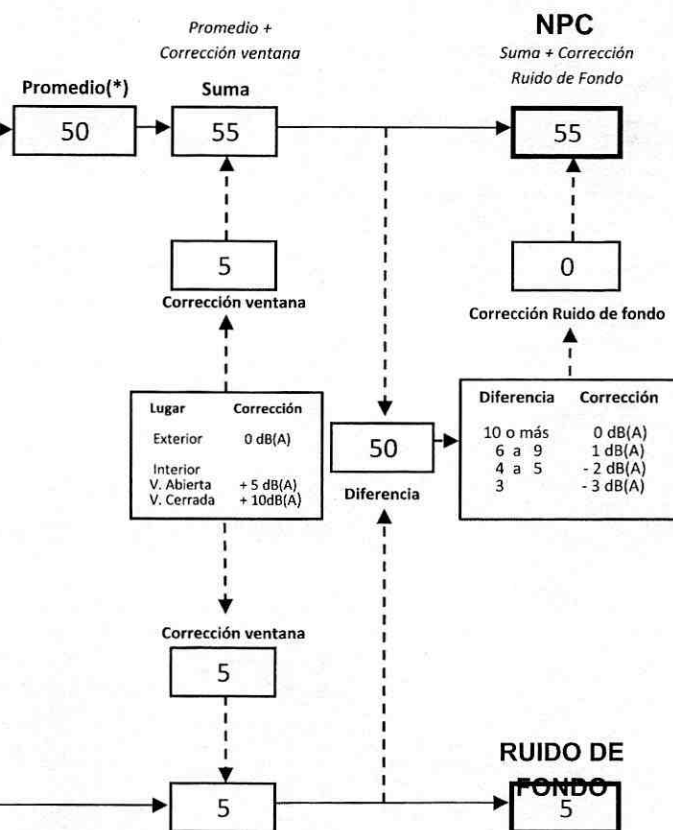 Promedio +
Corrección ventana
NPC
Suma + Corrección
Ruido de Fondo
Promedio(*)
Suma
50
55
55
5
0
Corrección ventana
Corrección Ruido de fondo
Lugar Corrección
Exterior 0 dB(A)
Interior
V. Abierta + 5 dB(A)
V. Cerrada + 10dB(A)
50
Diferencia
Diferencia Corrección
10 o más 0 dB(A)
6 a 9 1 dB(A)
4 a 5 - 2 dB(A)
3 - 3 dB(A)
Corrección ventana
5
RUIDO DE
FONDO
5
5